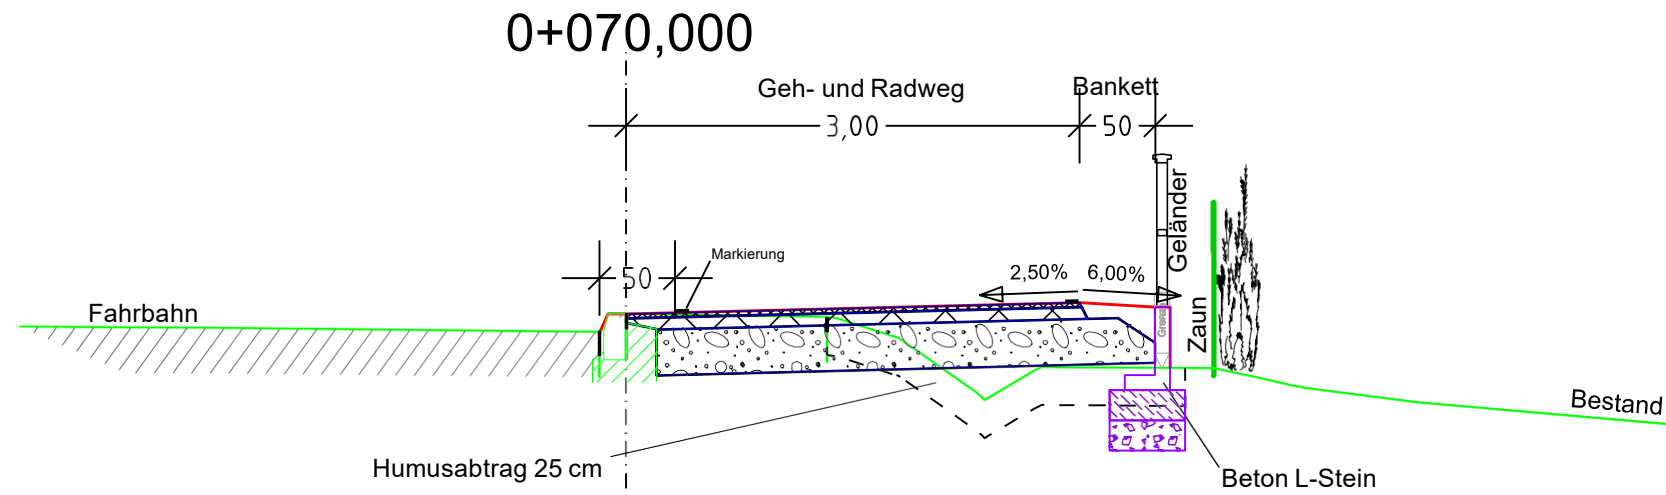 0+070,000
Geh- und Radweg
Bankett
3,00
50
Geländer
50
Markierung
2,50%
6,00%
Fahrbahn
Zaun
Bestand
Humusabtrag 25 cm
Beton L-Stein